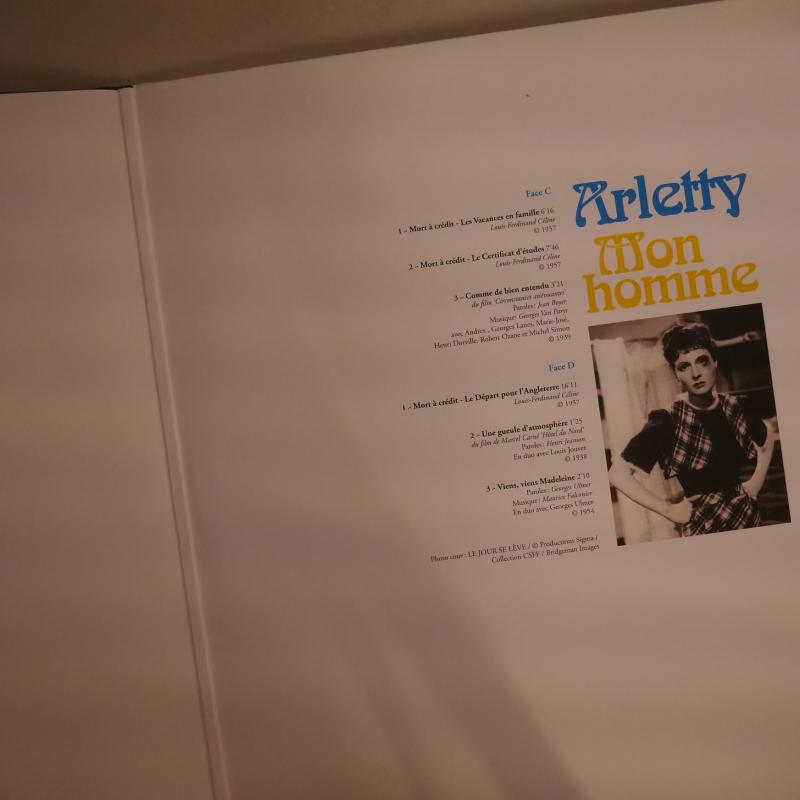 Arletty
Mon
homme
Face C
1 - Mort à crédit - Les Vacances en famille 6'16
Louis-Ferdinand Céline
© 1957
2 - Mort à crédit - Le Certificat d'études 7'46
Louis-Ferdinand Céline
© 1957
3 - Comme de bien entendu 3'21
du film 'Circonstances atténuantes'
Paroles : Jean Boyer
Musique : Georges Van Parys
avec Andrex , Georges Lanes, Marie-José,
Henri Dorville, Robert Ozane et Michel Simon
© 1939
Face D
1 - Mort à crédit - Le Départ pour l'Angleterre 16'11
Louis-Ferdinand Céline
© 1957
2 - Une gueule d'atmosphère 1'25
du film de Marcel Carné 'Hôtel du Nord'
Paroles : Henri Jeanson
En duo avec Louis Jouvet
© 1938
3 - Viens, viens Madeleine 2'10
Paroles : Georges Ulmer
Musique : Maurice Falconier
En duo avec Georges Ulmer
© 1954
Photo cour : LE JOUR SE LÈVE / © Productions Sigma /
Collection CSFF / Bridgeman Images